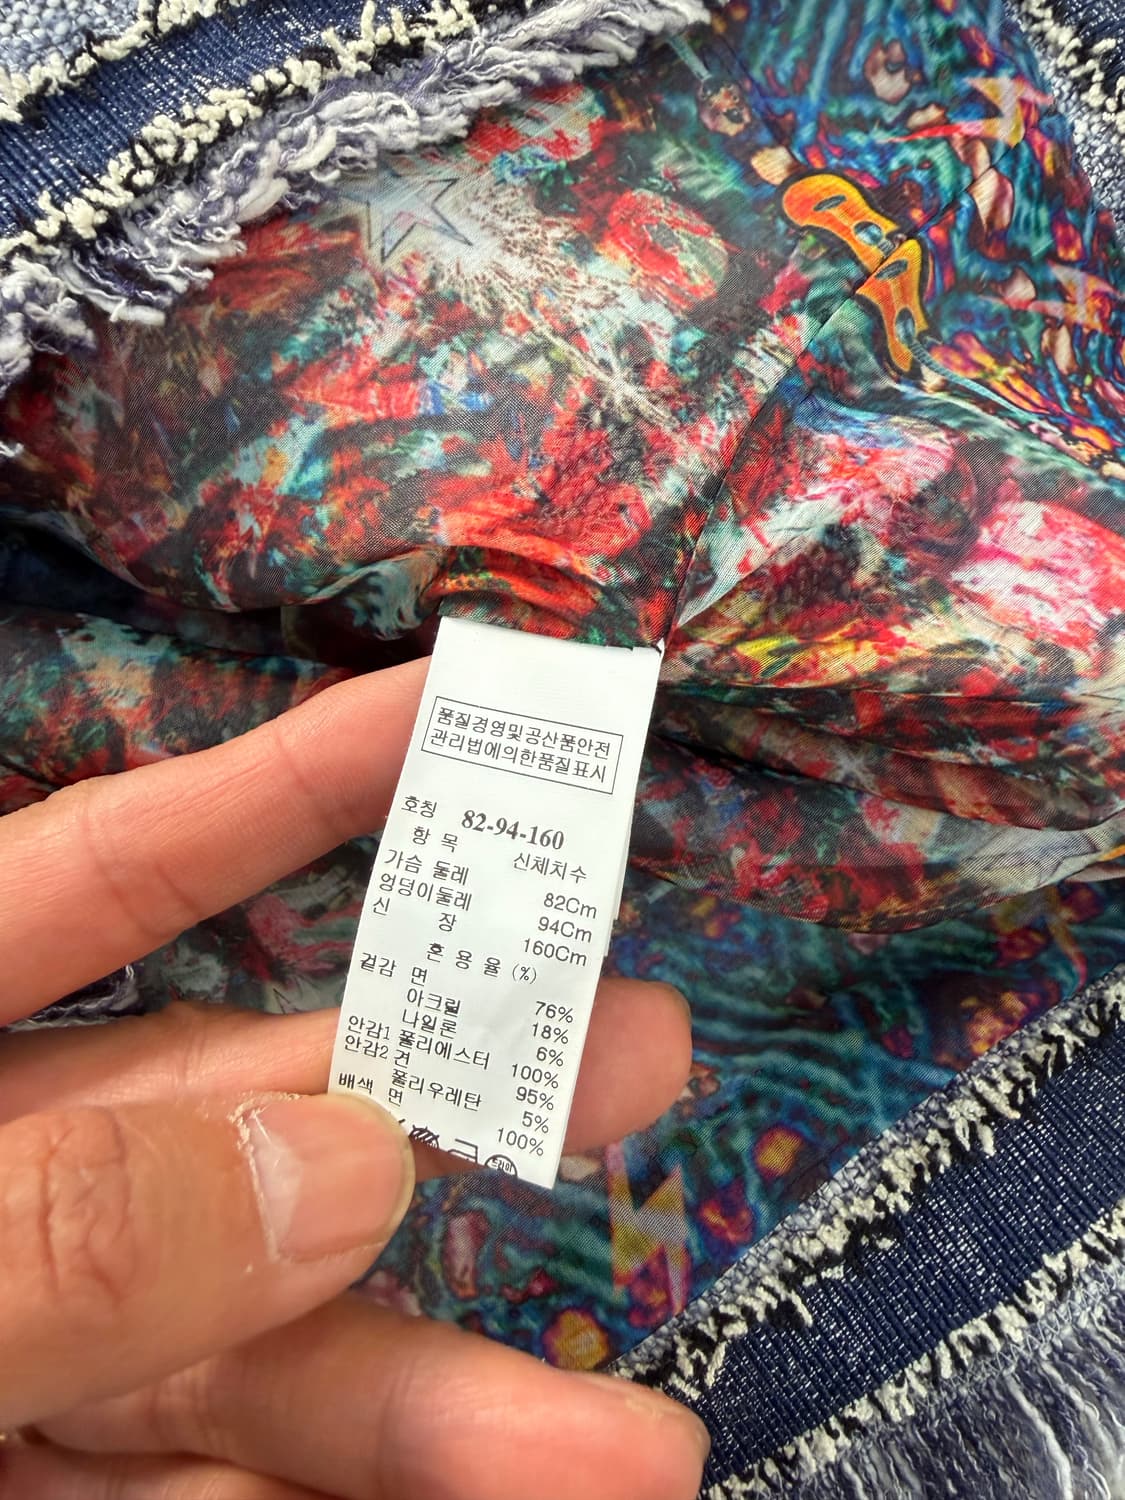 품질경영및공산품안전
관리법에의한품질표시
호칭 82-94-160
항 목 신체치수
가슴 둘레 82Cm
엉덩이둘레 94Cm
신 장 160Cm
혼 용 율 (%)
겉감 면 76%
아크릴 18%
나일론 6%
안감1 폴리에스터 100%
안감2 견 95%
폴리우레탄 5%
배색 면 100%
드라이